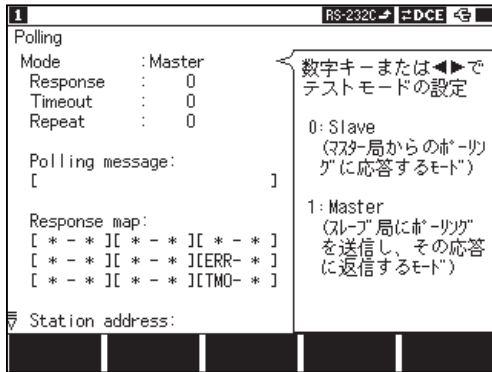 1 RS-232C DCE
Polling
Mode :Master
Response : 0
Timeout : 0
Repeat : 0
Polling message:
[ ]
Response map:
[ * - * ][ * - * ][ * - * ]
[ * - * ][ * - * ][ERR- * ]
[ * - * ][ * - * ][TMO- * ]
Station address:
数字キーまたは◀▶で
テストモードの設定
0: Slave
(ﾏｽﾀｰ局からのﾎﾟｰﾘﾝ
ｸﾞに応答するﾓｰﾄﾞ)
1: Master
(ｽﾚｰﾌﾞ局にﾎﾟｰﾘﾝｸﾞ
を送信し、その応答
に返信するﾓｰﾄﾞ)